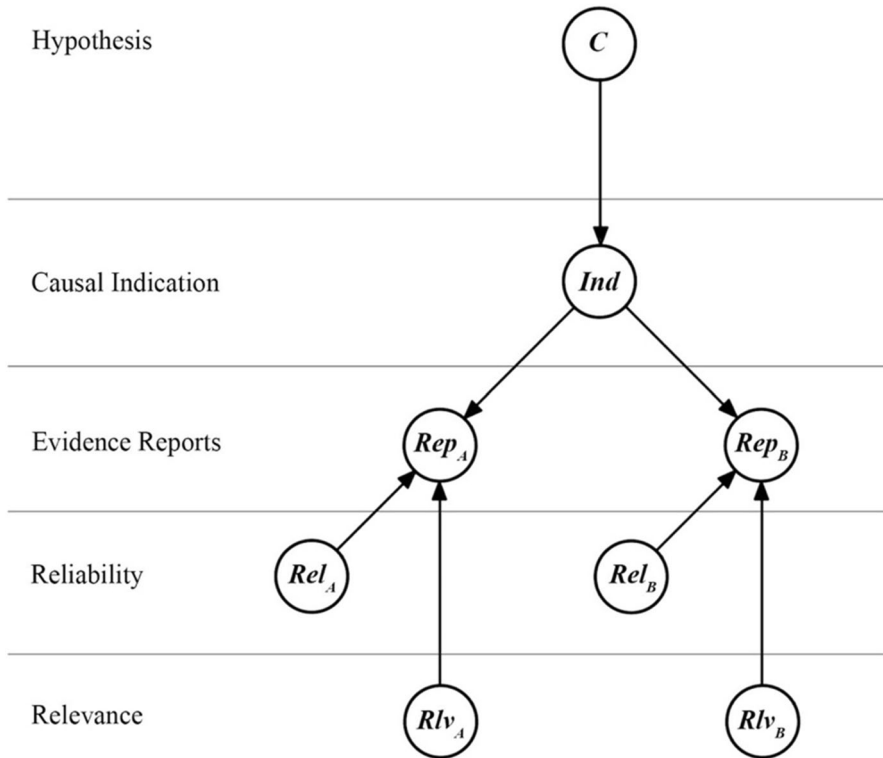 Hypothesis
C
Causal Indication
Ind
Evidence Reports
Rep_A
Rep_B
Reliability
Rel_A
Rel_B
Relevance
Rlv_A
Rlv_B